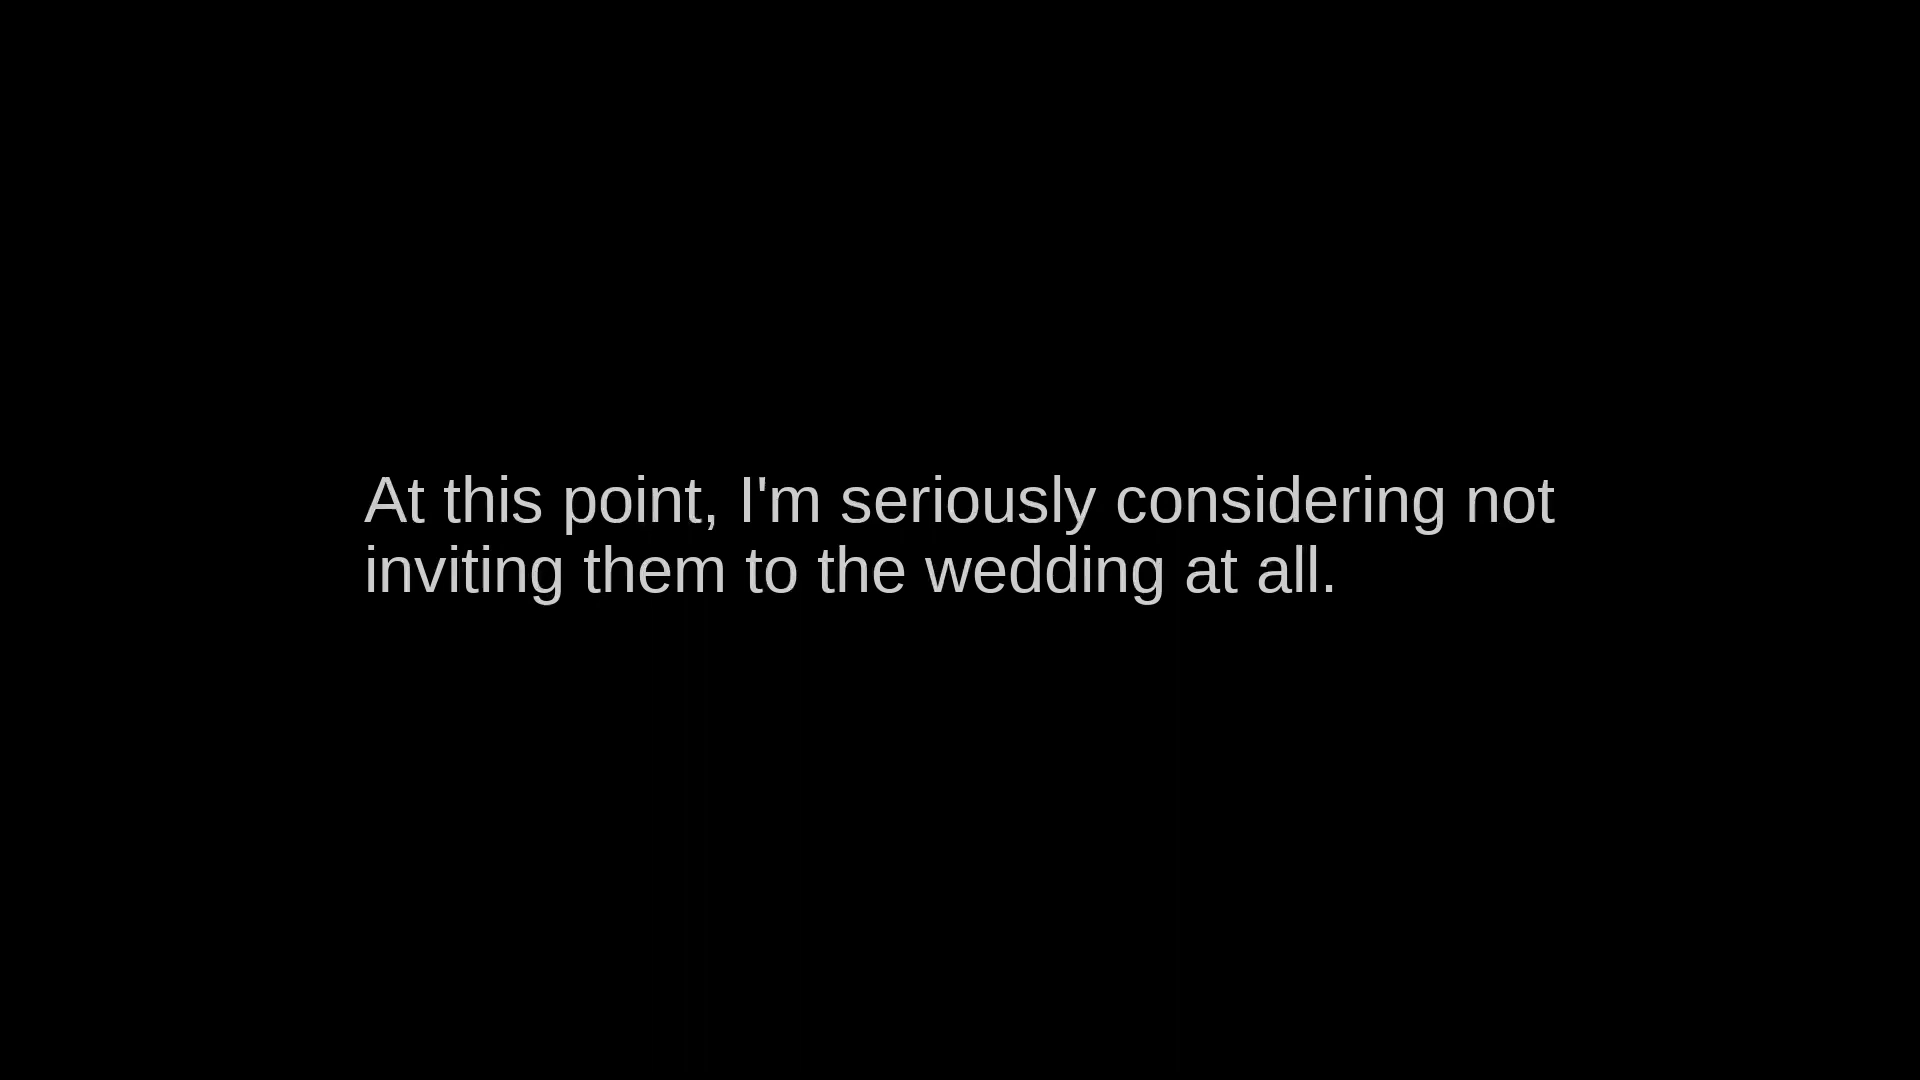 At this point, I'm seriously considering not
inviting them to the wedding at all.